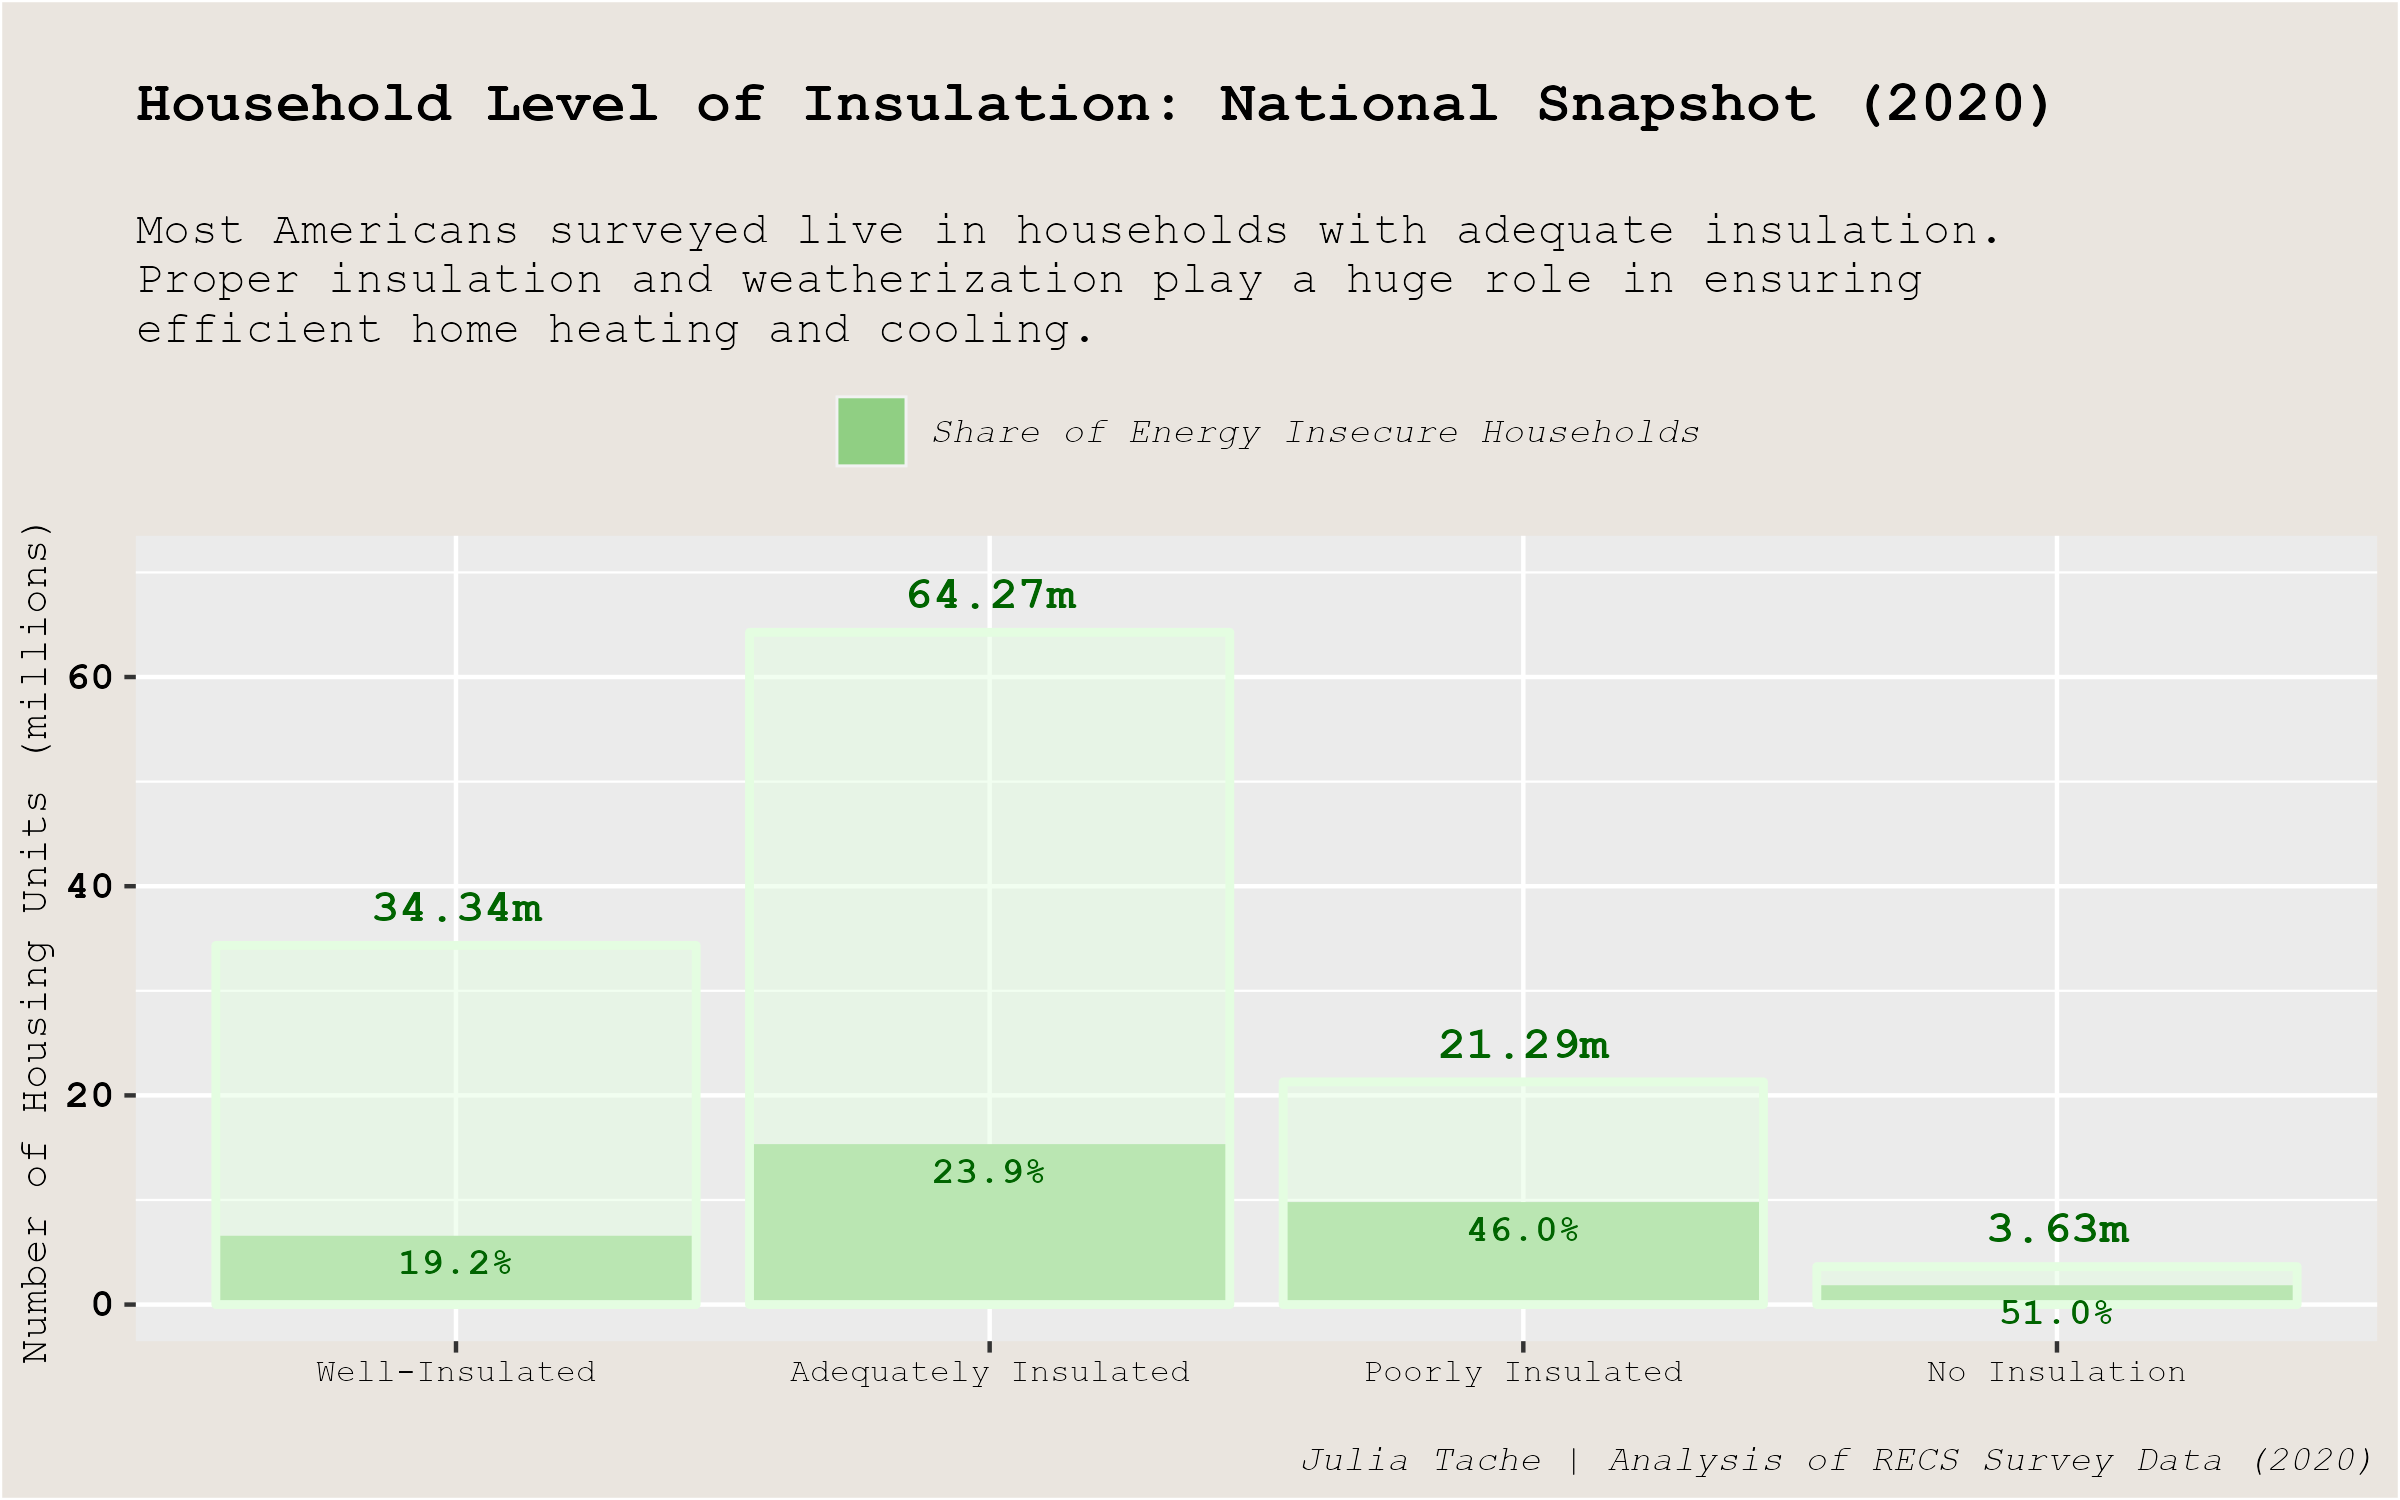 Household Level of Insulation: National Snapshot (2020)
Most Americans surveyed live in households with adequate insulation.
Proper insulation and weatherization play a huge role in ensuring
efficient home heating and cooling.
Share of Energy Insecure Households
Number of Housing Units (millions)
60
40
20
0
34.34m
64.27m
21.29m
3.63m
19.2%
23.9%
46.0%
51.0%
Well-Insulated
Adequately Insulated
Poorly Insulated
No Insulation
Julia Tache | Analysis of RECS Survey Data (2020)